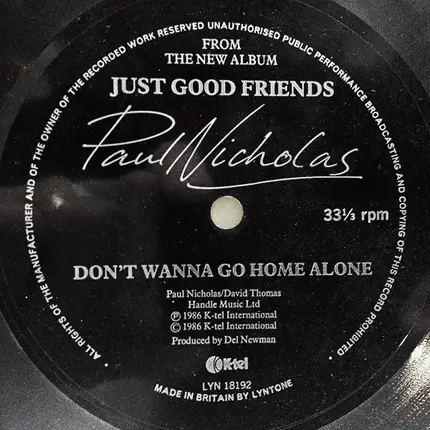 ALL RIGHTS OF THE MANUFACTURER AND OF THE OWNER OF THE RECORDED WORK RESERVED UNAUTHORISED PUBLIC PERFORMANCE BROADCASTING AND COPYING OF THIS RECORD PROHIBITED
FROM
THE NEW ALBUM
JUST GOOD FRIENDS
Paul Nicholas
33⅓ rpm
DON'T WANNA GO HOME ALONE
Paul Nicholas/David Thomas
Handle Music Ltd
℗ 1986 K-tel International
© 1986 K-tel International
Produced by Del Newman
K-tel
LYN 18192
MADE IN BRITAIN BY LYNTONE